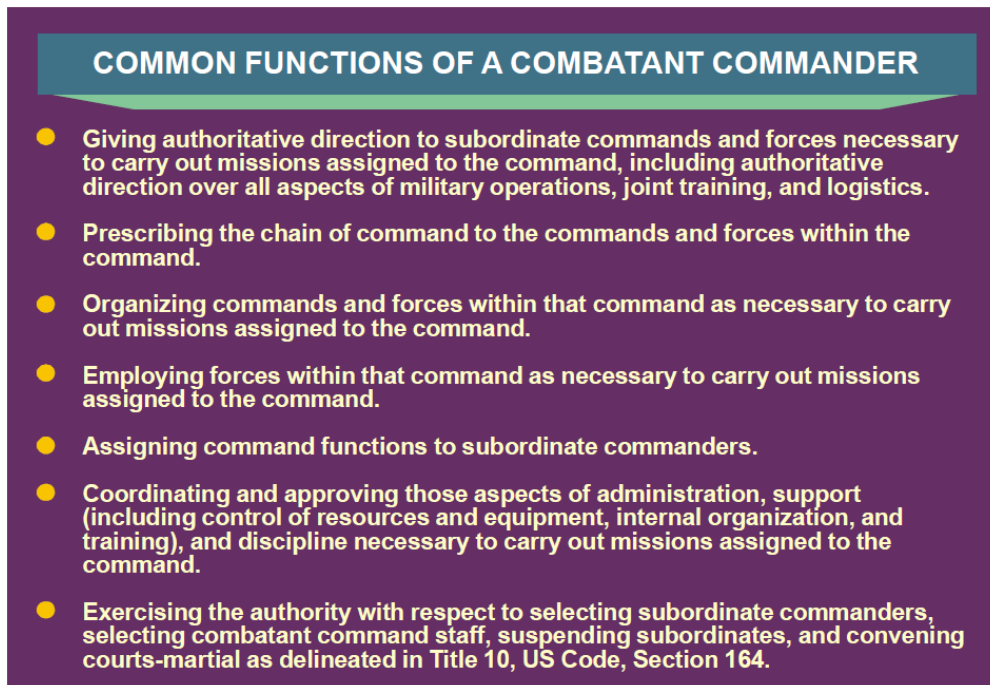 COMMON FUNCTIONS OF A COMBATANT COMMANDER
Giving authoritative direction to subordinate commands and forces necessary
to carry out missions assigned to the command, including authoritative
direction over all aspects of military operations, joint training, and logistics.
Prescribing the chain of command to the commands and forces within the
command.
Organizing commands and forces within that command as necessary to carry
out missions assigned to the command.
Employing forces within that command as necessary to carry out missions
assigned to the command.
Assigning command functions to subordinate commanders.
Coordinating and approving those aspects of administration, support
(including control of resources and equipment, internal organization, and
training), and discipline necessary to carry out missions assigned to the
command.
Exercising the authority with respect to selecting subordinate commanders,
selecting combatant command staff, suspending subordinates, and convening
courts-martial as delineated in Title 10, US Code, Section 164.